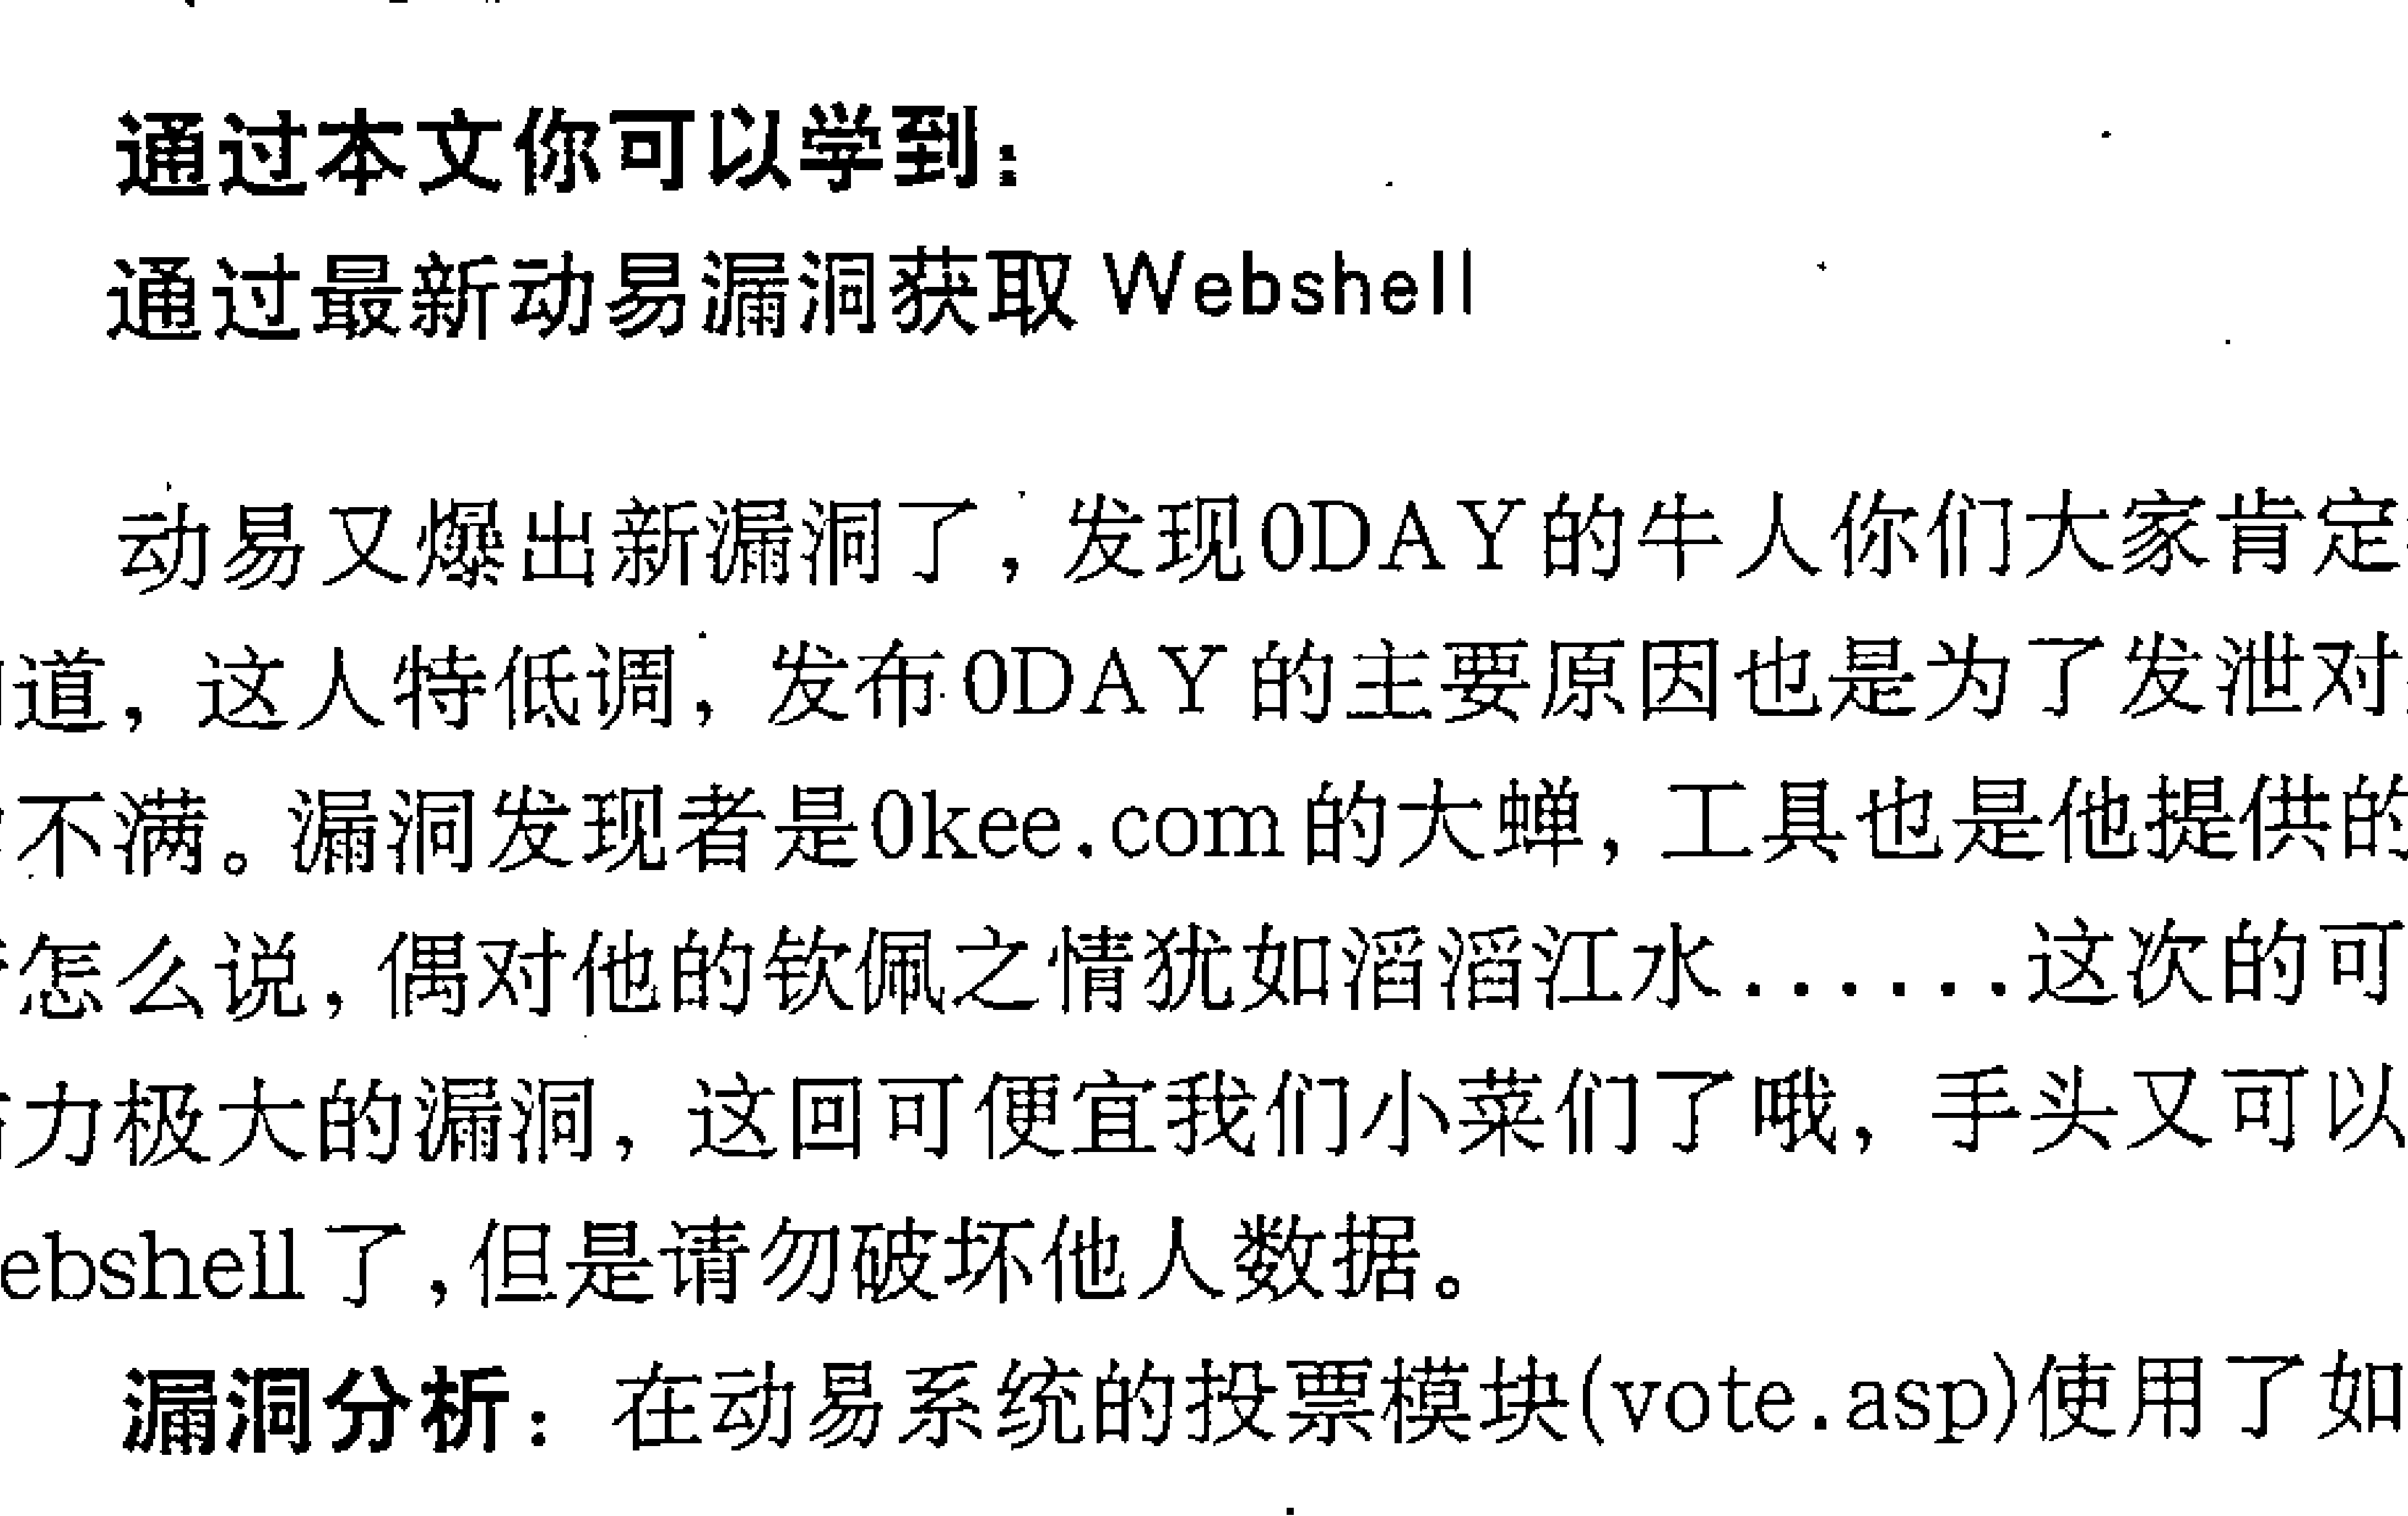 通过本文你可以学到：
通过最新动易漏洞获取 Webshell
动易又爆出新漏洞了，发现0DAY的牛人你们大家肯定
道，这人特低调，发布0DAY的主要原因也是为了发泄对
不满。漏洞发现者是0kee.com的大蝉，工具也是他提供的
怎么说，偶对他的钦佩之情犹如滔滔江水......这次的可
力极大的漏洞，这回可便宜我们小菜们了哦，手头又可以
ebshell了，但是请勿破坏他人数据。
漏洞分析：在动易系统的投票模块(vote.asp)使用了如